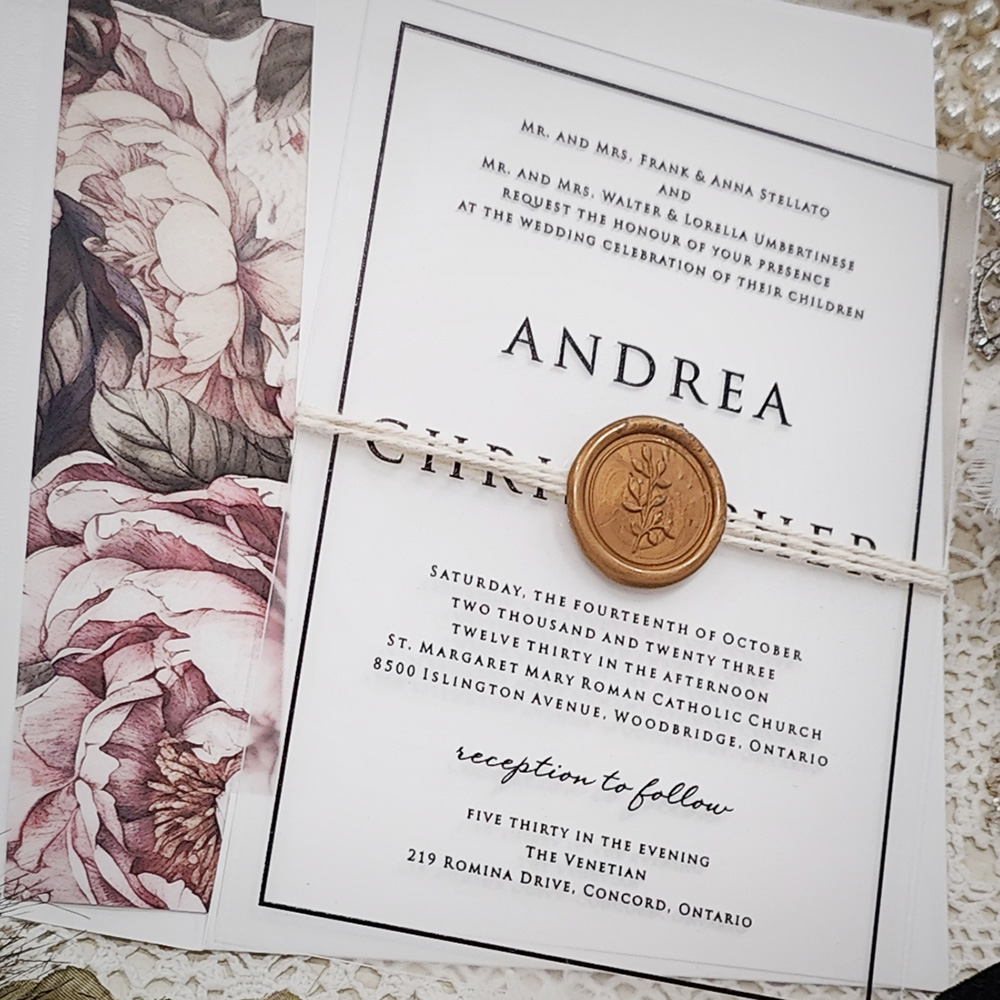 Mr. and Mrs. Frank & Anna Stellato
and
Mr. and Mrs. Walter & Lorella Umbertinese
request the honour of your presence
at the wedding celebration of their children
ANDREA
Saturday, the fourteenth of October
two thousand and twenty three
twelve thirty in the afternoon
St. Margaret Mary Roman Catholic Church
8500 Islington Avenue, Woodbridge, Ontario
reception to follow
five thirty in the evening
The Venetian
219 Romina Drive, Concord, Ontario